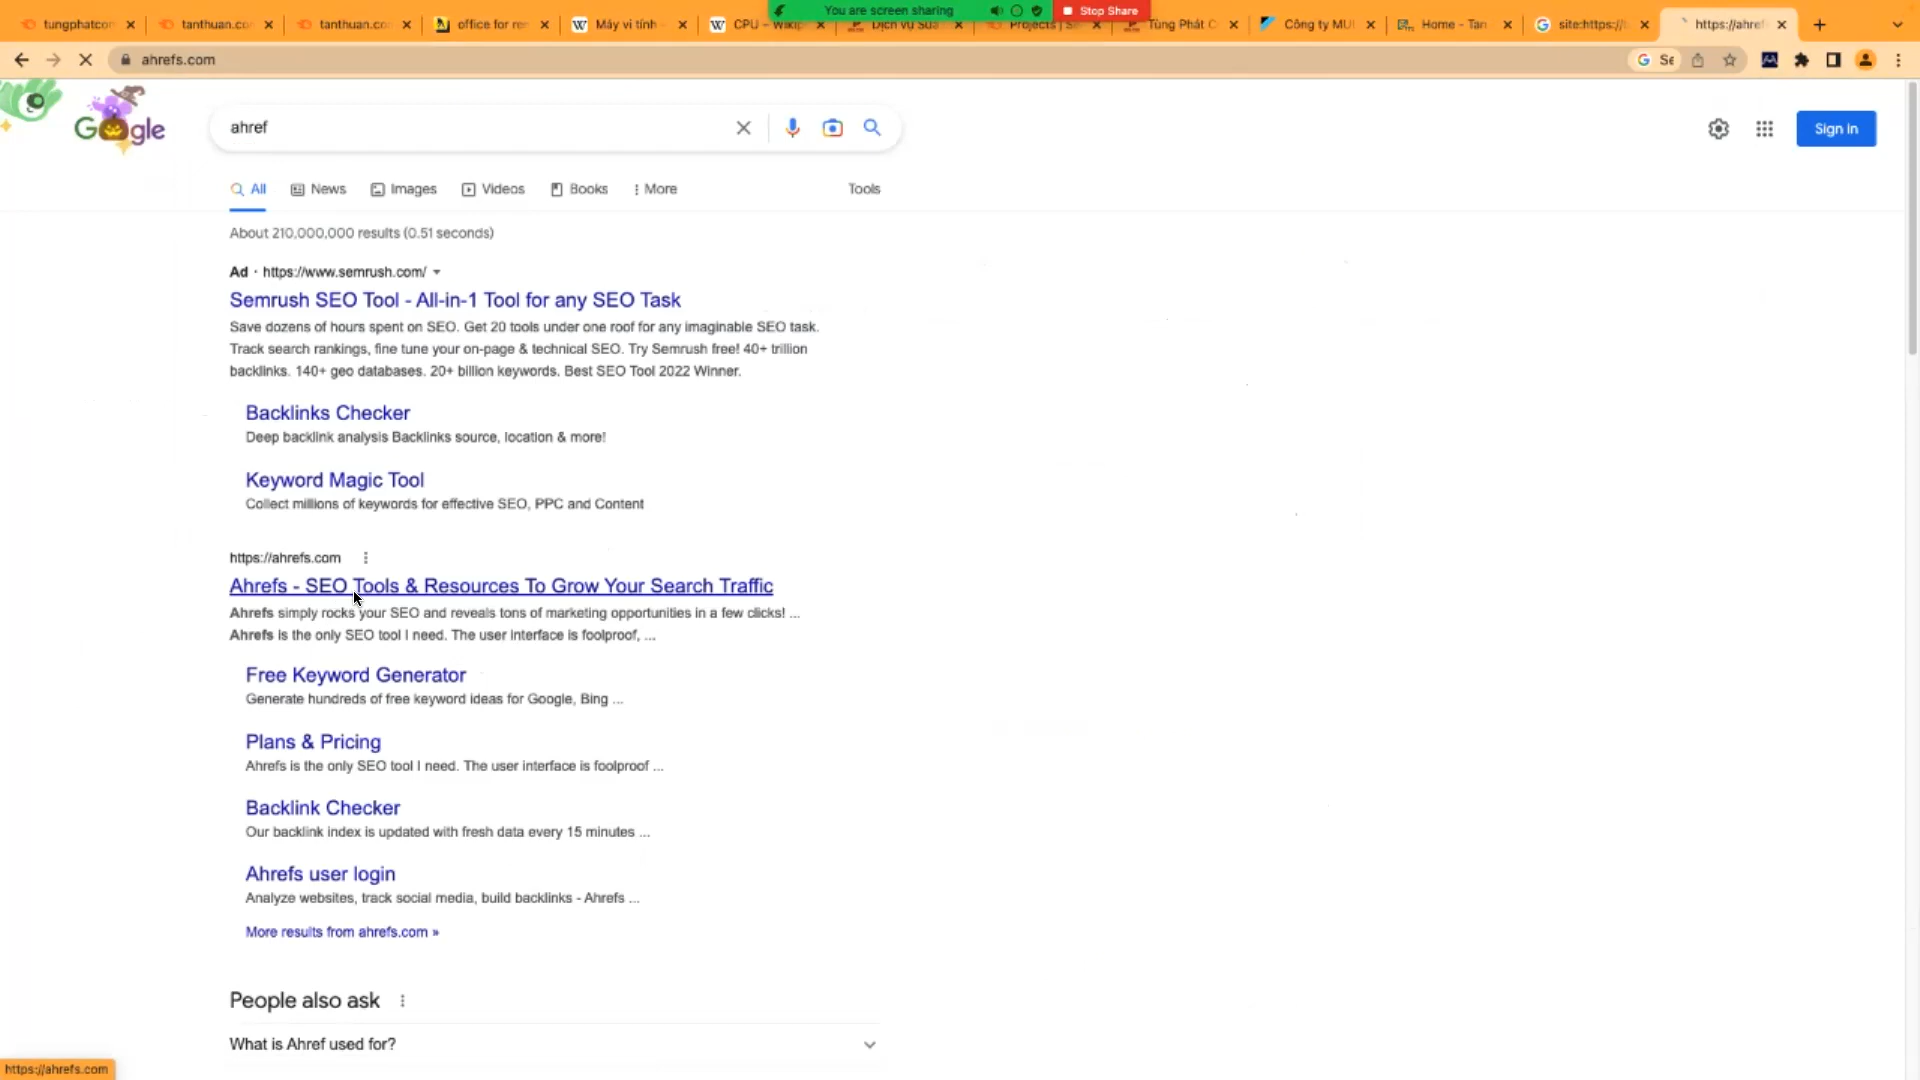 tungphatcon
tanthuan.co
tanthuan.co
office for ren
Máy vi tính -
CPU – Wikip
Dịch Vụ Sửa
Projects | Se
Tùng Phát C
Công ty MU
Home - Tan
site:https://t
https://ahref
You are screen sharing
Stop Share
ahrefs.com
Se
Google
ahref
Sign in
All
News
Images
Videos
Books
More
Tools
About 210,000,000 results (0.51 seconds)
Ad · https://www.semrush.com/
Semrush SEO Tool - All-in-1 Tool for any SEO Task
Save dozens of hours spent on SEO. Get 20 tools under one roof for any imaginable SEO task.
Track search rankings, fine tune your on-page & technical SEO. Try Semrush free! 40+ trillion
backlinks. 140+ geo databases. 20+ billion keywords. Best SEO Tool 2022 Winner.
Backlinks Checker
Deep backlink analysis Backlinks source, location & more!
Keyword Magic Tool
Collect millions of keywords for effective SEO, PPC and Content
https://ahrefs.com
Ahrefs - SEO Tools & Resources To Grow Your Search Traffic
Ahrefs simply rocks your SEO and reveals tons of marketing opportunities in a few clicks! ...
Ahrefs is the only SEO tool I need. The user interface is foolproof, ...
Free Keyword Generator
Generate hundreds of free keyword ideas for Google, Bing ...
Plans & Pricing
Ahrefs is the only SEO tool I need. The user interface is foolproof ...
Backlink Checker
Our backlink index is updated with fresh data every 15 minutes ...
Ahrefs user login
Analyze websites, track social media, build backlinks - Ahrefs ...
More results from ahrefs.com »
People also ask
What is Ahref used for?
https://ahrefs.com